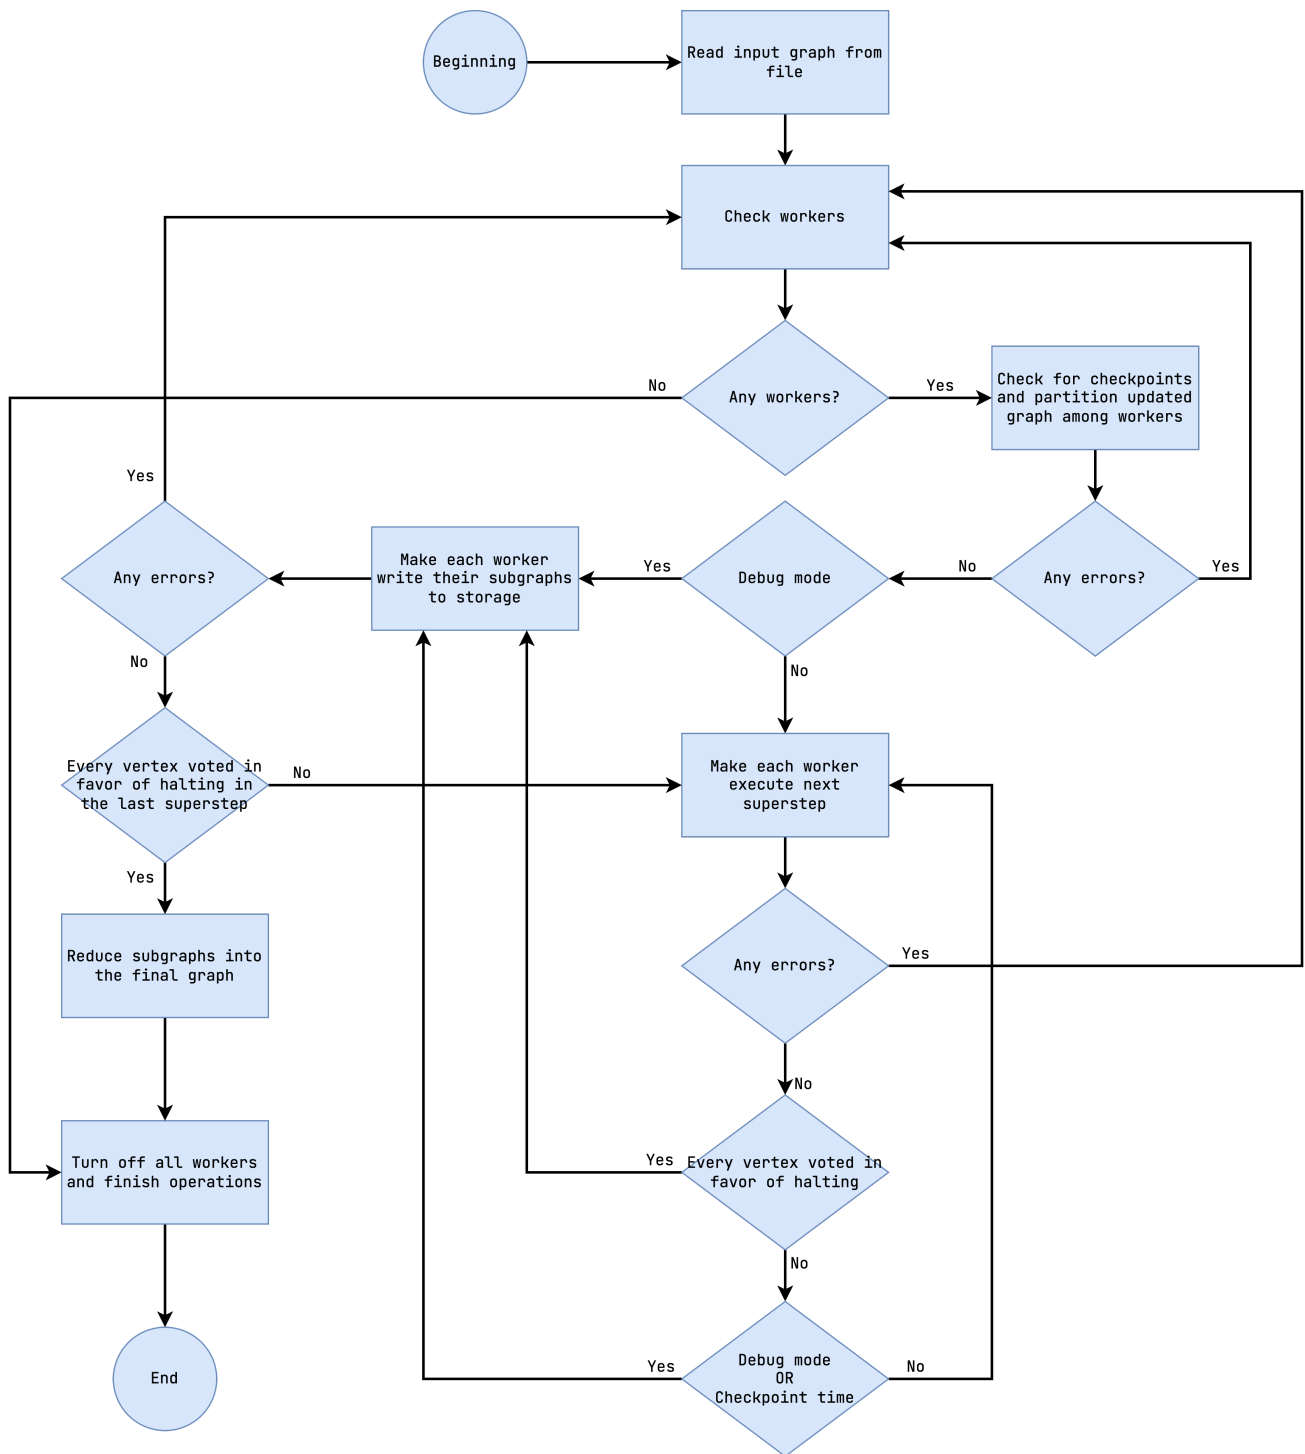 Beginning
Read input graph from
file
Check workers
No
Any workers?
Yes
Check for checkpoints
and partition updated
graph among workers
Yes
Any errors?
Make each worker
write their subgraphs
to storage
Yes
Debug mode
No
Any errors?
Yes
No
No
Every vertex voted in
favor of halting in
the last superstep
No
Make each worker
execute next
superstep
Yes
Reduce subgraphs into
the final graph
Any errors?
Yes
No
Turn off all workers
and finish operations
Yes
Every vertex voted in
favor of halting
No
End
Yes
Debug mode
OR
Checkpoint time
No